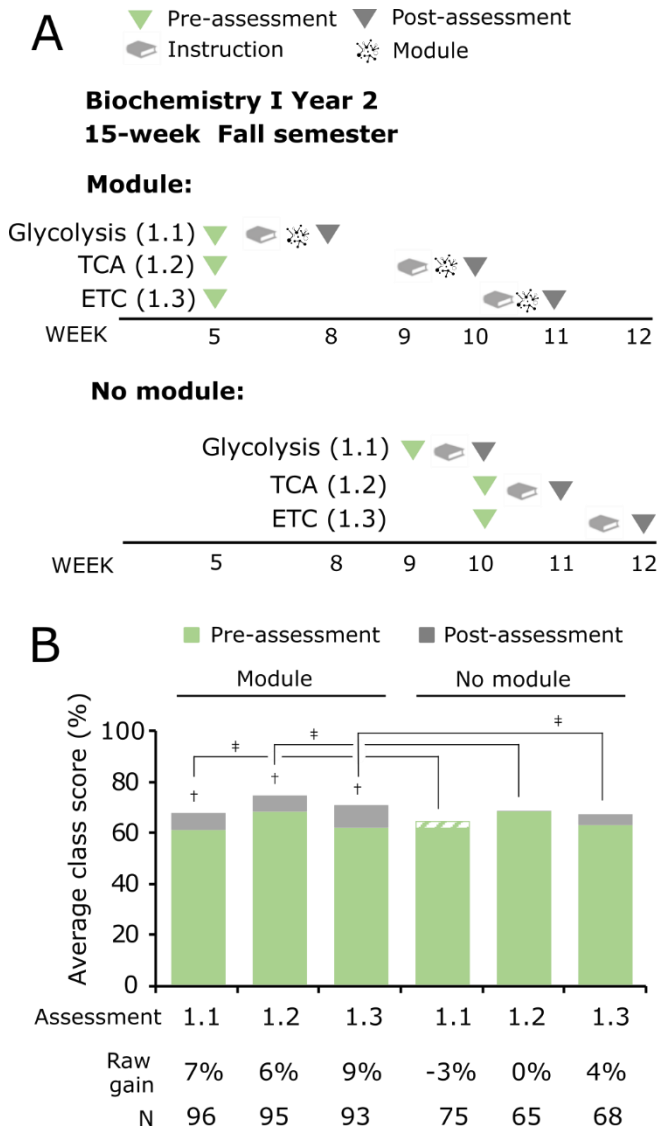 A
Pre-assessment Post-assessment
Instruction Module
Biochemistry I Year 2
15-week Fall semester
Module:
Glycolysis (1.1)
TCA (1.2)
ETC (1.3)
WEEK 5 8 9 10 11 12
No module:
Glycolysis (1.1)
TCA (1.2)
ETC (1.3)
WEEK 5 8 9 10 11 12
B
Pre-assessment Post-assessment
Module No module
Average class score (%)
100
80
60
40
20
0
‡ ‡ ‡
† † †
Assessment 1.1 1.2 1.3 1.1 1.2 1.3
Raw
gain 7% 6% 9% -3% 0% 4%
N 96 95 93 75 65 68